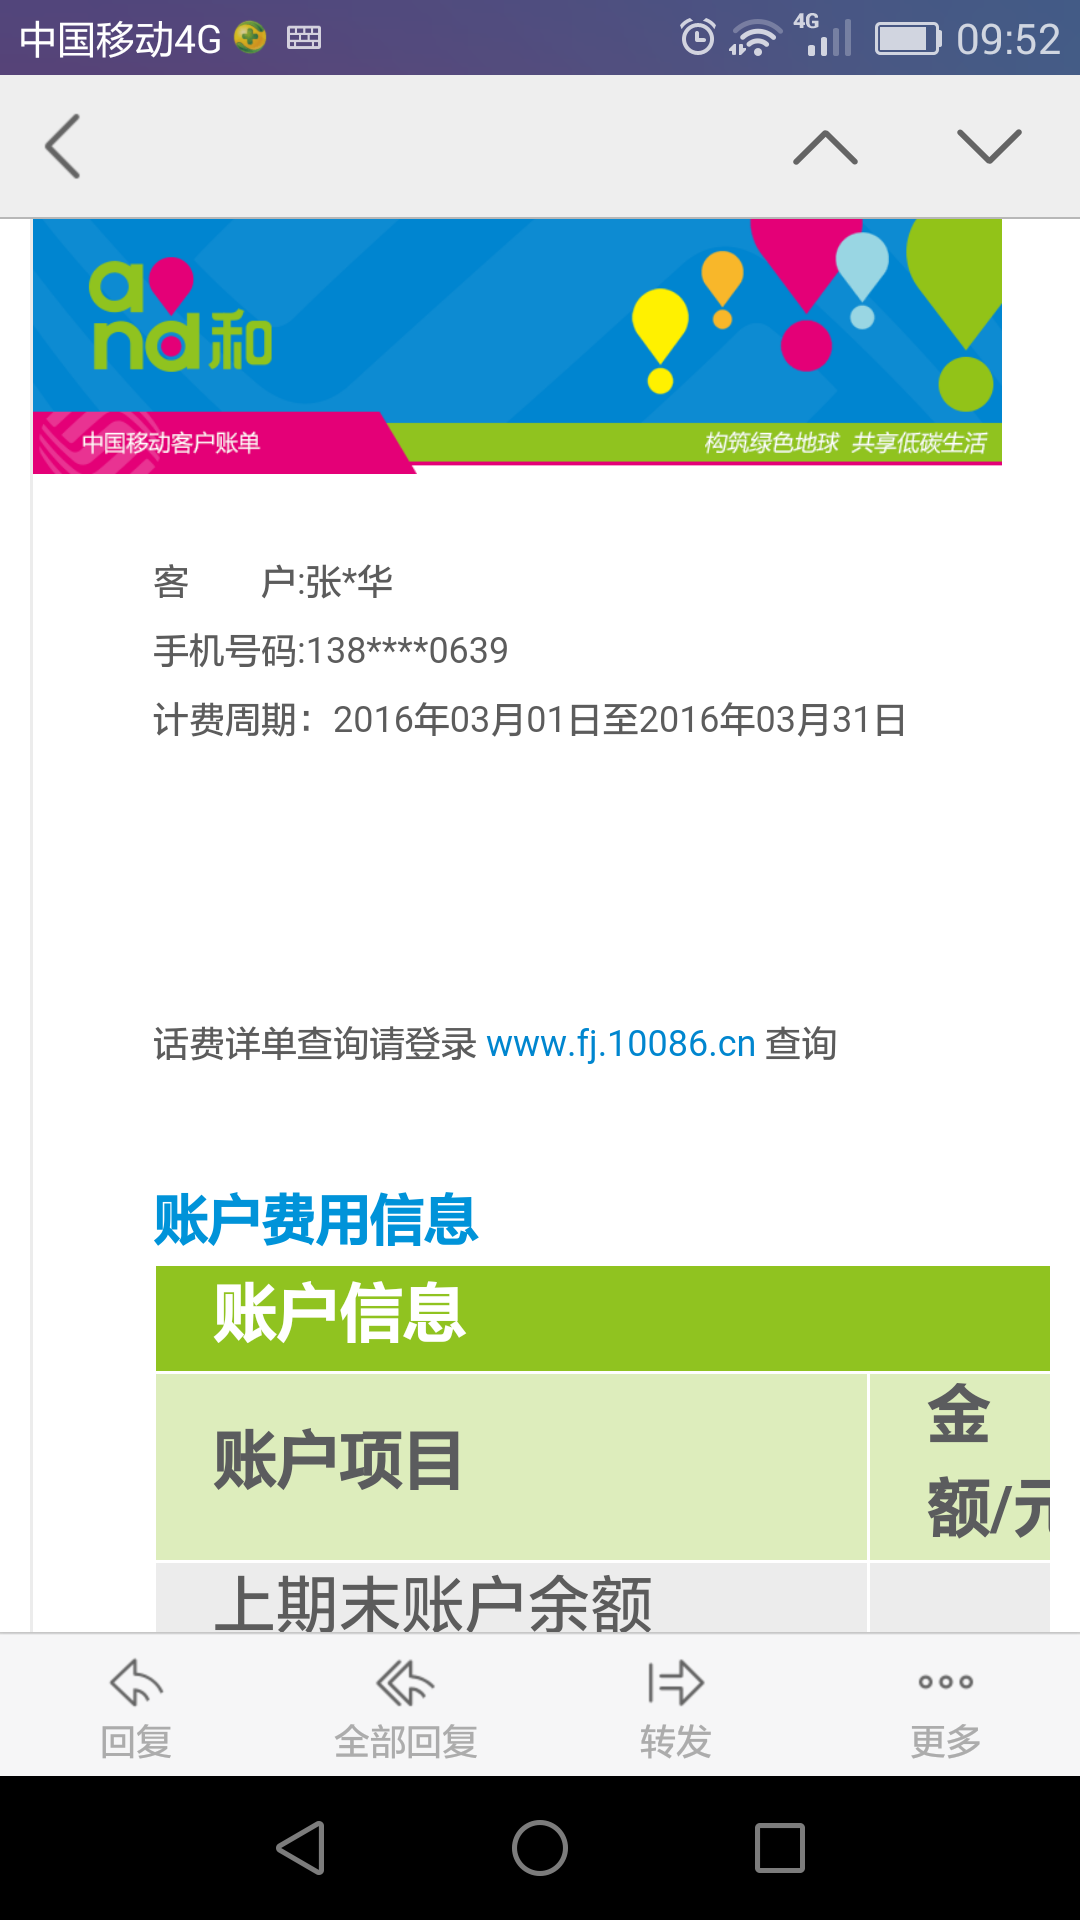 中国移动4G 4G 09:52
and和
中国移动客户账单 构筑绿色地球 共享低碳生活
客 户:张*华
手机号码:138****0639
计费周期：2016年03月01日至2016年03月31日
话费详单查询请登录 www.fj.10086.cn 查询
账户费用信息
账户信息
账户项目
金
额/元
上期末账户余额
回复 全部回复 转发 更多